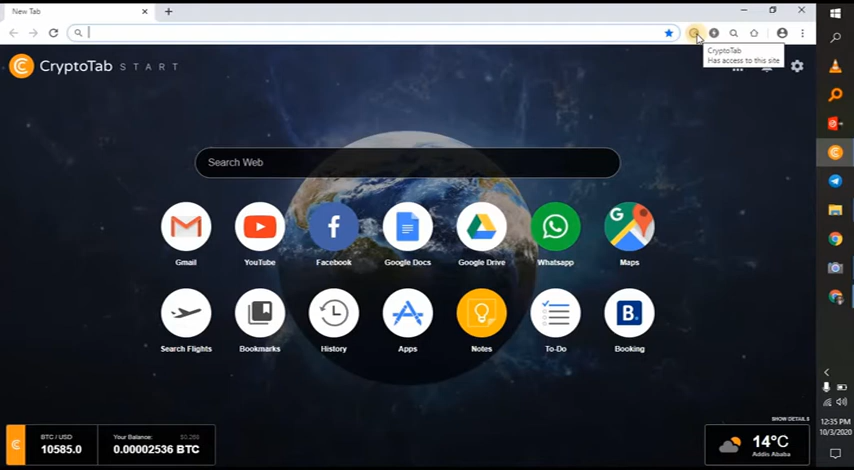 New Tab
CryptoTab
Has access to this site
CryptoTab START
Search Web
Gmail
YouTube
Facebook
Google Docs
Google Drive
Whatsapp
Maps
G
Search Flights
Bookmarks
History
Apps
Notes
To-Do
Booking
B.
SHOW DETAILS
BTC / USD
10585.0
Your Balance:
$0.268
0.00002536 BTC
14°C
Addis Ababa
12:35 PM
10/3/2020